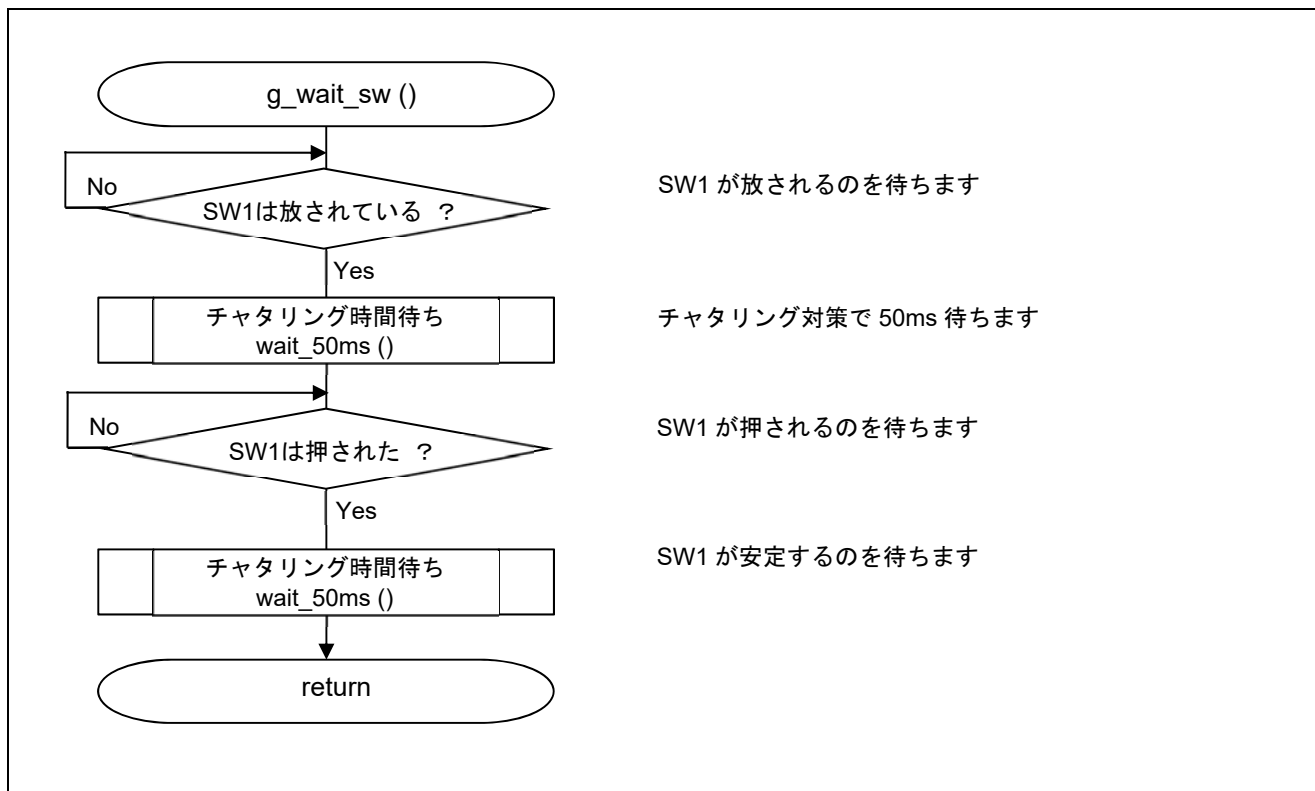 g_wait_sw ()
No
SW1は放されている ？
SW1 が放されるのを待ちます
Yes
チャタリング時間待ち
wait_50ms ()
チャタリング対策で 50ms 待ちます
No
SW1は押された ？
SW1 が押されるのを待ちます
Yes
チャタリング時間待ち
wait_50ms ()
SW1 が安定するのを待ちます
return